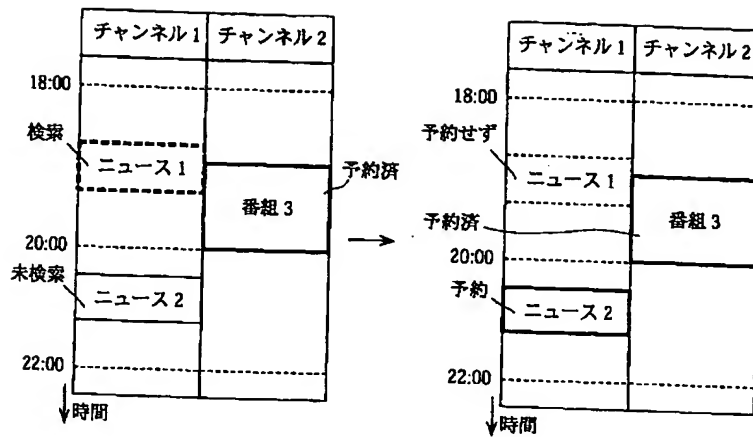 チャンネル1 チャンネル2
18:00
検索
ニュース1
予約済
番組3
20:00
未検索
ニュース2
22:00
時間
チャンネル1 チャンネル2
18:00
予約せず
ニュース1
予約済
番組3
20:00
予約
ニュース2
22:00
時間